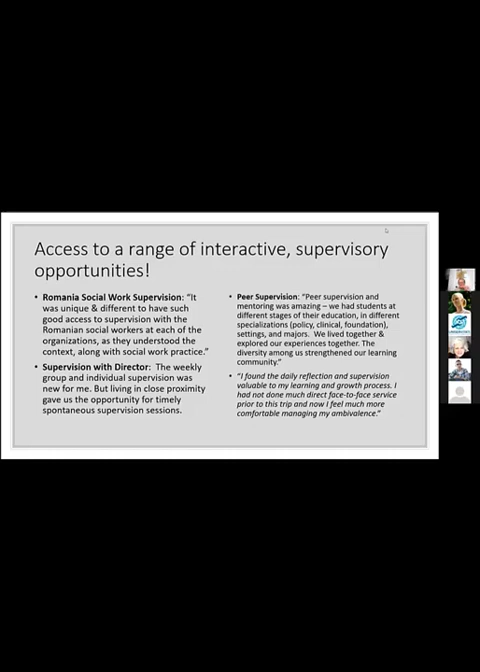 Access to a range of interactive, supervisory
opportunities!
• Romania Social Work Supervision: “It
was unique & different to have such
good access to supervision with the
Romanian social workers at each of the
organizations, as they understood the
context, along with social work practice.”
• Supervision with Director: The weekly
group and individual supervision was
new for me. But living in close proximity
gave us the opportunity for timely
spontaneous supervision sessions.
• Peer Supervision: “Peer supervision and
mentoring was amazing – we had students at
different stages of their education, in different
specializations (policy, clinical, foundation),
settings, and majors. We lived together &
explored our experiences together. The
diversity among us strengthened our learning
community.”
• “I found the daily reflection and supervision
valuable to my learning and growth process. I
had not done much direct face-to-face service
prior to this trip and now I feel much more
comfortable managing my ambivalence.”